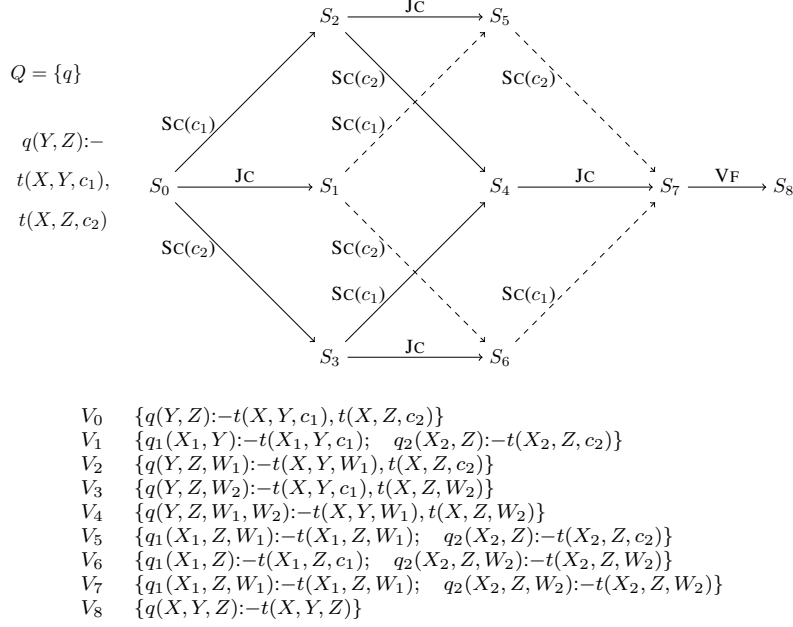 S₂ JC S₅
Q = {q}
SC(c₂) SC(c₂)
SC(c₁) SC(c₁)
q(Y, Z):−
t(X, Y, c₁), S₀ JC S₁ S₄ JC S₇ VF S₈
t(X, Z, c₂)
SC(c₂) SC(c₂)
SC(c₁) SC(c₁)
S₃ JC S₆
V₀ {q(Y, Z):−t(X, Y, c₁), t(X, Z, c₂)}
V₁ {q₁(X₁, Y):−t(X₁, Y, c₁); q₂(X₂, Z):−t(X₂, Z, c₂)}
V₂ {q(Y, Z, W₁):−t(X, Y, W₁), t(X, Z, c₂)}
V₃ {q(Y, Z, W₂):−t(X, Y, c₁), t(X, Z, W₂)}
V₄ {q(Y, Z, W₁, W₂):−t(X, Y, W₁), t(X, Z, W₂)}
V₅ {q₁(X₁, Z, W₁):−t(X₁, Z, W₁); q₂(X₂, Z):−t(X₂, Z, c₂)}
V₆ {q₁(X₁, Z):−t(X₁, Z, c₁); q₂(X₂, Z, W₂):−t(X₂, Z, W₂)}
V₇ {q₁(X₁, Z, W₁):−t(X₁, Z, W₁); q₂(X₂, Z, W₂):−t(X₂, Z, W₂)}
V₈ {q(X, Y, Z):−t(X, Y, Z)}